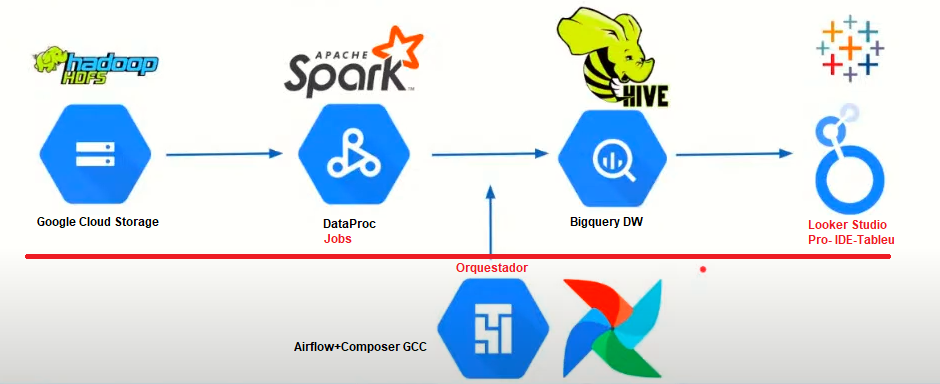 hadoop
HDFS
APACHE
Spark™
HIVE
Google Cloud Storage
DataProc
Jobs
Bigquery DW
Looker Studio
Pro- IDE-Tableu
Orquestador
Airflow+Composer GCC